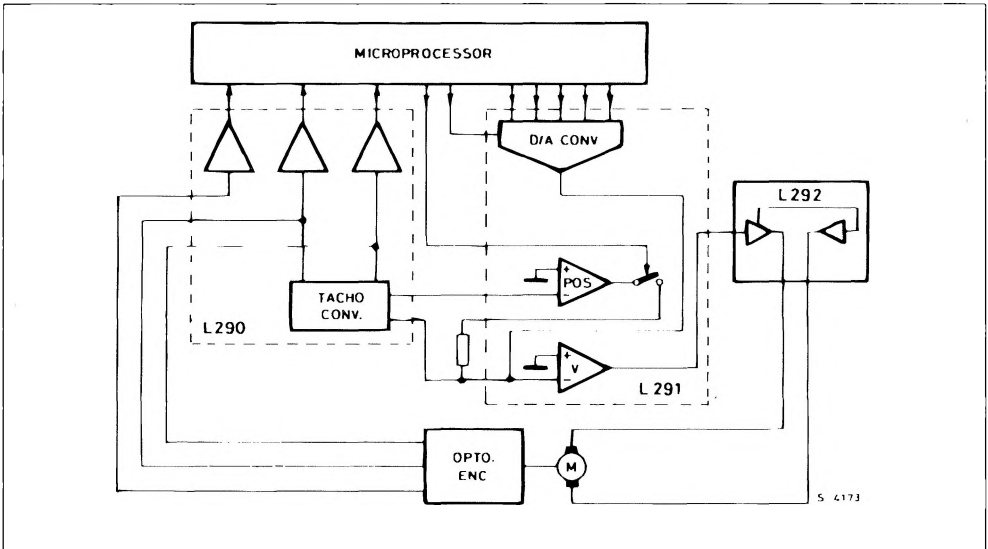 MICROPROCESSOR
D/A CONV
L292
+
POS
-
TACHO
CONV.
L290
+
V
-
L291
OPTO.
ENC
M
S 4173